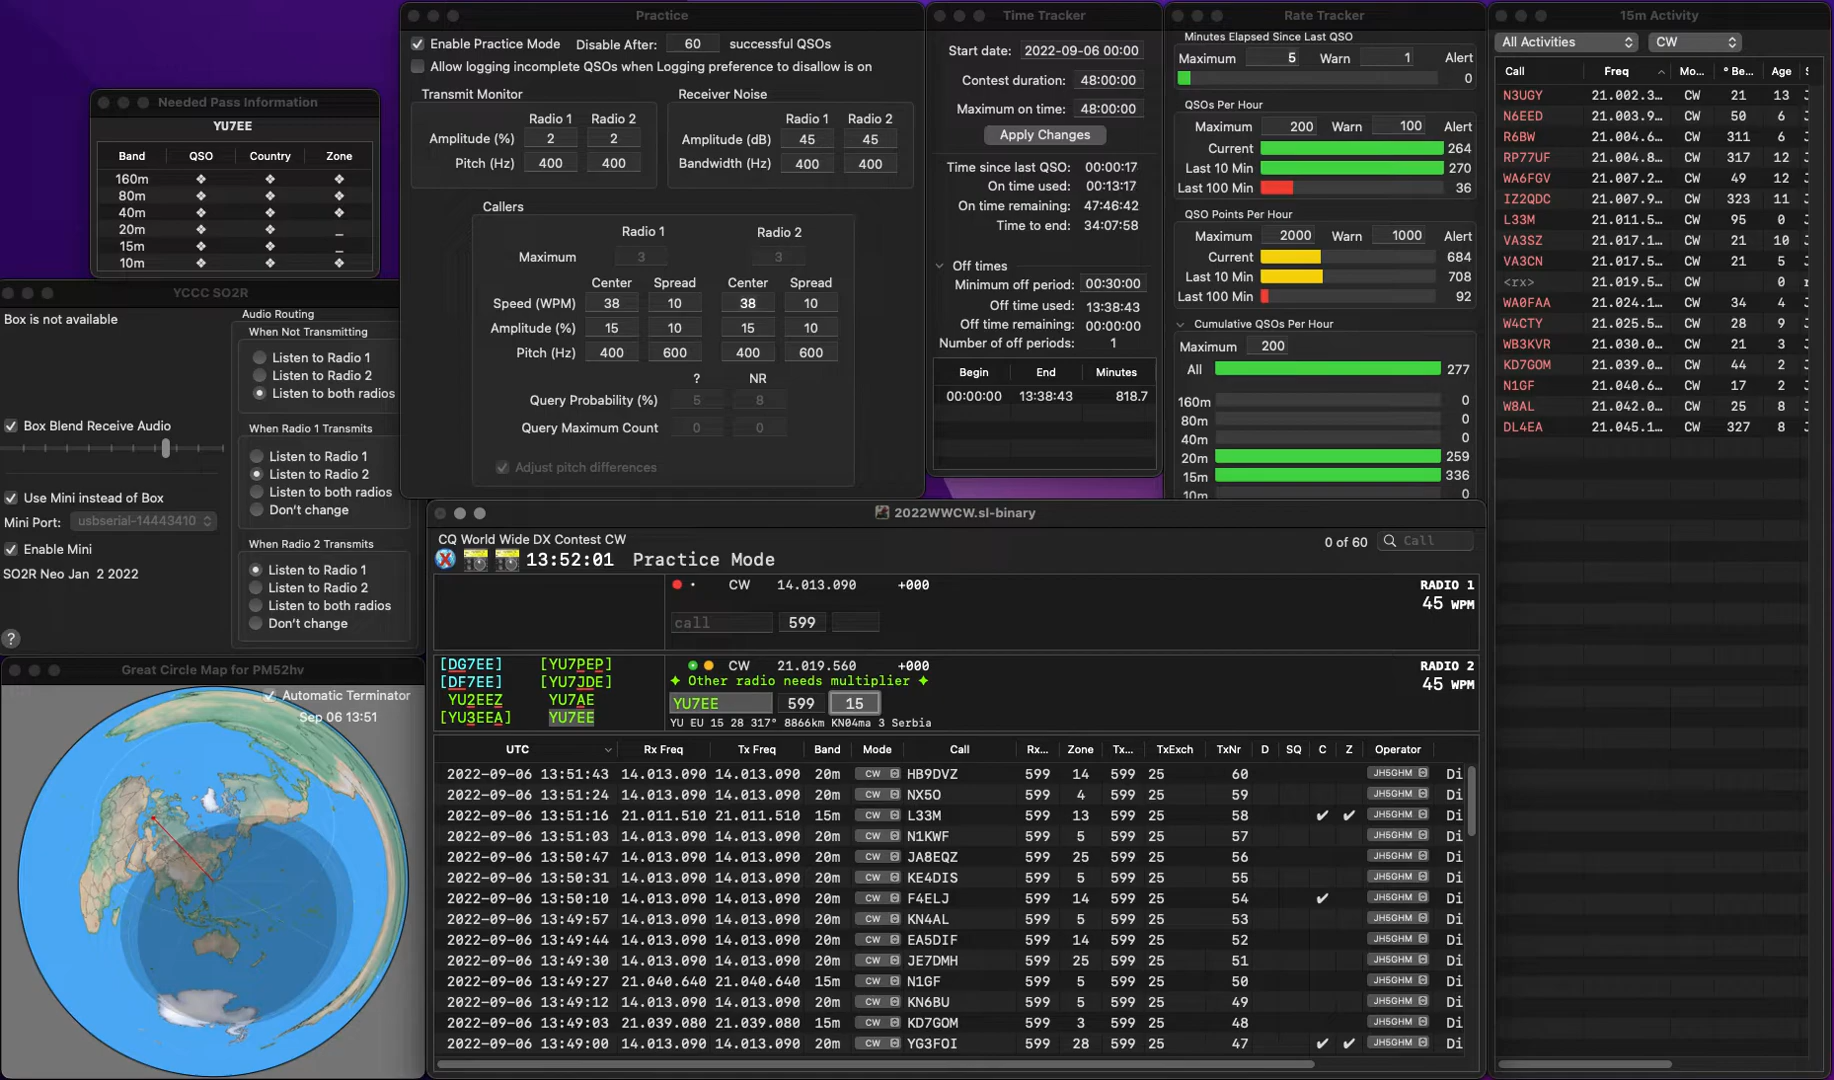 Needed Pass Information
YU7EE
Band QSO Country Zone
160m ❖ ❖ ❖
80m ❖ ❖ ❖
40m ❖ ❖ ❖
20m ❖ ❖ _
15m ❖ ❖ _
10m ❖ ❖ ❖
YCCC SO2R
Box is not available
Box Blend Receive Audio
Use Mini instead of Box
Mini Port: usbserial-14443410
Enable Mini
SO2R Neo Jan 2 2022
?
Audio Routing
When Not Transmitting
Listen to Radio 1
Listen to Radio 2
Listen to both radios
When Radio 1 Transmits
Listen to Radio 1
Listen to Radio 2
Listen to both radios
Don't change
When Radio 2 Transmits
Listen to Radio 1
Listen to Radio 2
Listen to both radios
Don't change
Great Circle Map for PM52hv
Automatic Terminator
Sep 06 13:51
Practice
Enable Practice Mode Disable After: 60 successful QSOs
Allow logging incomplete QSOs when Logging preference to disallow is on
Transmit Monitor
Radio 1 Radio 2
Amplitude (%) 2 2
Pitch (Hz) 400 400
Receiver Noise
Radio 1 Radio 2
Amplitude (dB) 45 45
Bandwidth (Hz) 400 400
Callers
Radio 1 Radio 2
Maximum 3 3
Center Spread Center Spread
Speed (WPM) 38 10 38 10
Amplitude (%) 15 10 15 10
Pitch (Hz) 400 600 400 600
? NR
Query Probability (%) 5 8
Query Maximum Count 0 0
Adjust pitch differences
Time Tracker
Start date: 2022-09-06 00:00
Contest duration: 48:00:00
Maximum on time: 48:00:00
Apply Changes
Time since last QSO: 00:00:17
On time used: 00:13:17
On time remaining: 47:46:42
Time to end: 34:07:58
Off times
Minimum off period: 00:30:00
Off time used: 13:38:43
Off time remaining: 00:00:00
Number of off periods: 1
Begin End Minutes
00:00:00 13:38:43 818.7
Rate Tracker
Minutes Elapsed Since Last QSO
Maximum 5 Warn 1 Alert
0
QSOs Per Hour
Maximum 200 Warn 100 Alert
Current 264
Last 10 Min 270
Last 100 Min 36
QSO Points Per Hour
Maximum 2000 Warn 1000 Alert
Current 684
Last 10 Min 708
Last 100 Min 92
Cumulative QSOs Per Hour
Maximum 200
All 277
160m 0
80m 0
40m 0
20m 259
15m 336
10m 0
15m Activity
All Activities CW
Call Freq Mo... ° Be... Age S
N3UGY 21.002.3... CW 21 13 J
N6EED 21.003.9... CW 50 6 J
R6BW 21.004.6... CW 311 6 J
RP77UF 21.004.8... CW 317 12 J
WA6FGV 21.007.2... CW 49 12 J
IZ2QDC 21.007.9... CW 323 11 J
L33M 21.011.5... CW 95 0 J
VA3SZ 21.017.1... CW 21 10 J
VA3CN 21.017.1... CW 21 5 J
<rx> 21.019.5... 0 r
WA0FAA 21.024.1... CW 34 4 J
W4CTY 21.025.5... CW 28 9 J
WB3KVR 21.030.0... CW 21 3 J
KD7GOM 21.039.0... CW 44 2 J
N1GF 21.040.6... CW 17 2 J
W8AL 21.042.0... CW 25 8 J
DL4EA 21.045.1... CW 327 8 J
2022WWCW.sl-binary
CQ World Wide DX Contest CW
0 of 60 Call
13:52:01 Practice Mode
CW 14.013.090 +000 RADIO 1
45 WPM
call 599
[DG7EE] [YU7PEP]
[DF7EE] [YU7JDE]
YU2EEZ YU7AE
[YU3EEA] YU7EE
CW 21.019.560 +000 RADIO 2
45 WPM
✦ Other radio needs multiplier ✦
YU7EE 599 15
YU EU 15 28 317° 8866km KN04ma 3 Serbia
UTC Rx Freq Tx Freq Band Mode Call Rx... Zone Tx... TxExch TxNr D SQ C Z Operator
2022-09-06 13:51:43 14.013.090 14.013.090 20m CW HB9DVZ 599 14 599 25 60 JH5GHM Di
2022-09-06 13:51:24 14.013.090 14.013.090 20m CW NX5O 599 4 599 25 59 JH5GHM Di
2022-09-06 13:51:16 21.011.510 21.011.510 15m CW L33M 599 13 599 25 58 ✔ ✔ JH5GHM Di
2022-09-06 13:51:03 14.013.090 14.013.090 20m CW N1KWF 599 5 599 25 57 JH5GHM Di
2022-09-06 13:50:47 14.013.090 14.013.090 20m CW JA8EQZ 599 25 599 25 56 JH5GHM Di
2022-09-06 13:50:31 14.013.090 14.013.090 20m CW KE4DIS 599 5 599 25 55 JH5GHM Di
2022-09-06 13:50:10 14.013.090 14.013.090 20m CW F4ELJ 599 14 599 25 54 ✔ JH5GHM Di
2022-09-06 13:49:57 14.013.090 14.013.090 20m CW KN4AL 599 5 599 25 53 JH5GHM Di
2022-09-06 13:49:44 14.013.090 14.013.090 20m CW EA5DIF 599 14 599 25 52 JH5GHM Di
2022-09-06 13:49:30 14.013.090 14.013.090 20m CW JE7DMH 599 25 599 25 51 JH5GHM Di
2022-09-06 13:49:27 21.040.640 21.040.640 15m CW N1GF 599 5 599 25 50 JH5GHM Di
2022-09-06 13:49:12 14.013.090 14.013.090 20m CW KN6BU 599 5 599 25 49 JH5GHM Di
2022-09-06 13:49:03 21.039.080 21.039.080 15m CW KD7GOM 599 3 599 25 48 JH5GHM Di
2022-09-06 13:49:00 14.013.090 14.013.090 20m CW YG3FOI 599 28 599 25 47 ✔ ✔ JH5GHM Di